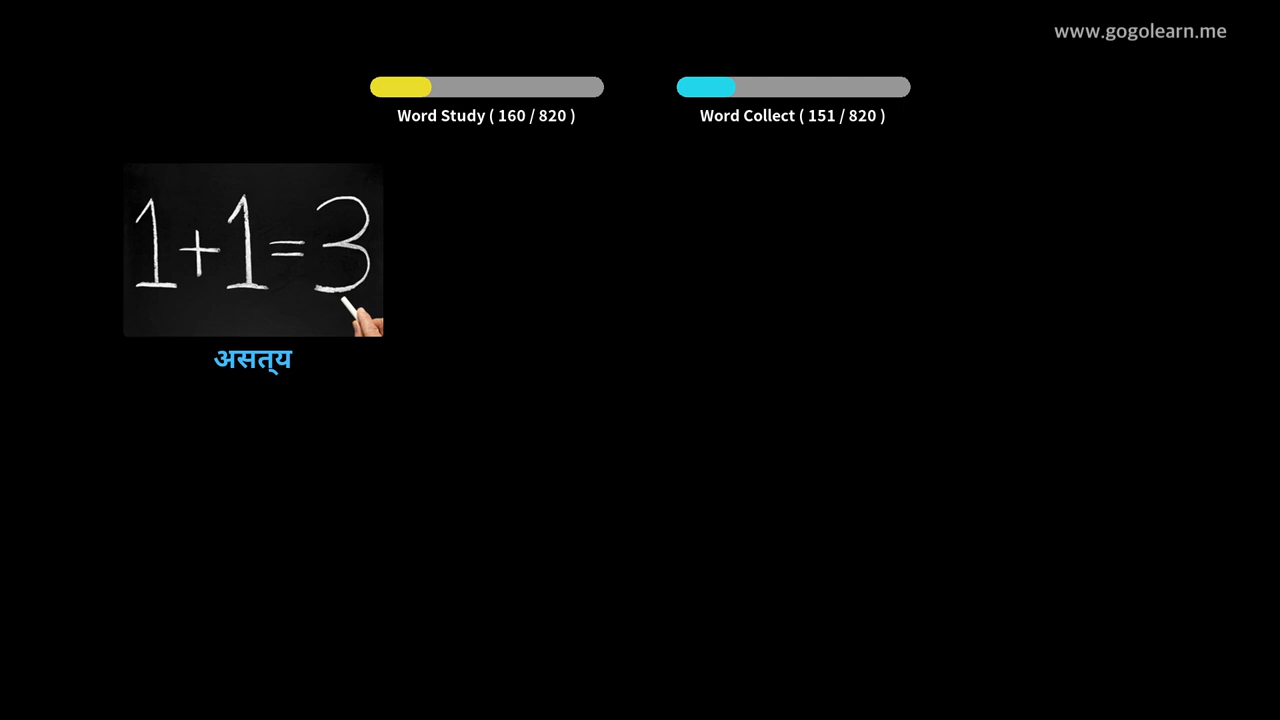 www.gogolearn.me
Word Study ( 160 / 820 )
Word Collect ( 151 / 820 )
1+1=3
असत्य